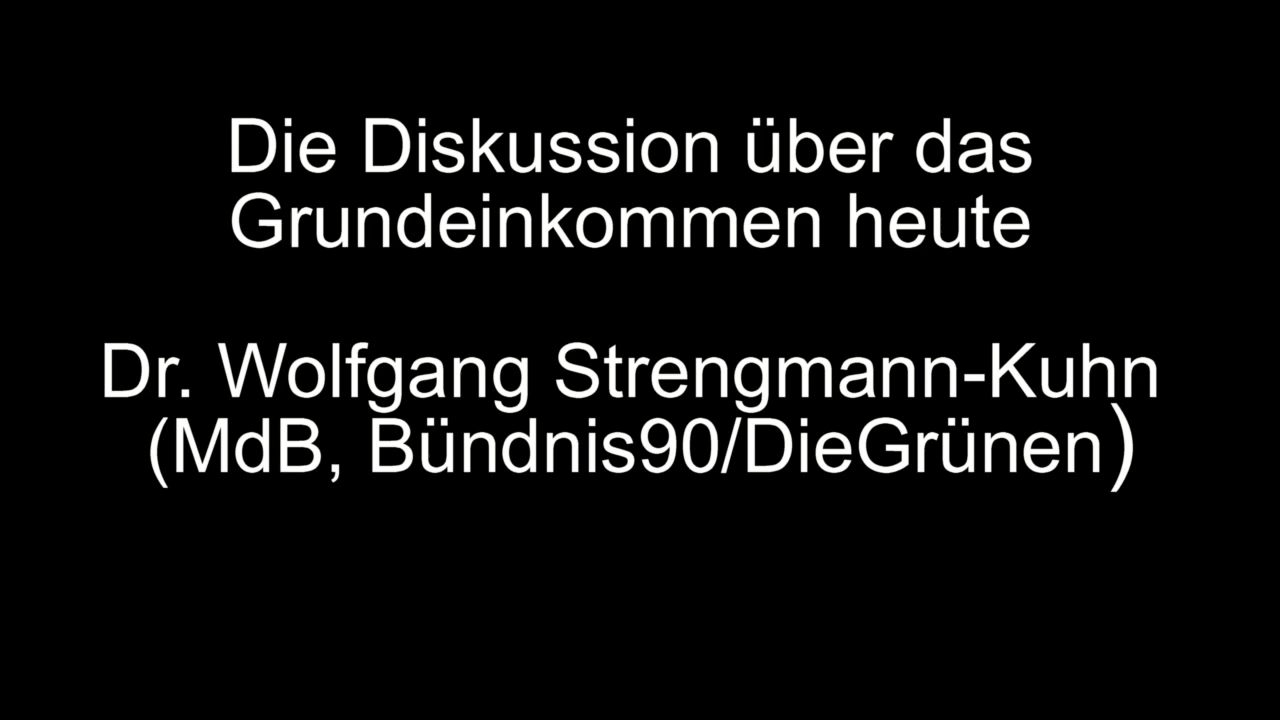 Die Diskussion über das
Grundeinkommen heute
Dr. Wolfgang Strengmann-Kuhn
(MdB, Bündnis90/DieGrünen)